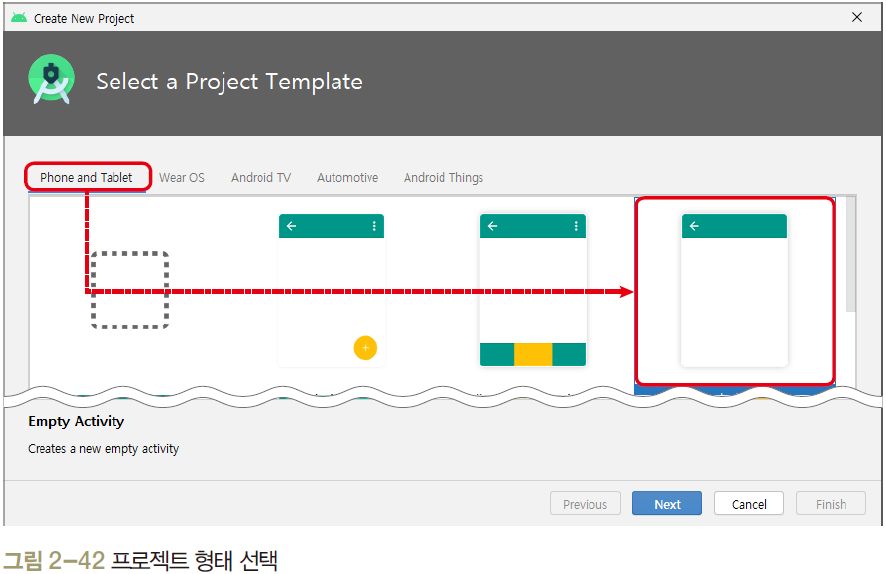 Create New Project
Select a Project Template
Phone and Tablet Wear OS Android TV Automotive Android Things
Empty Activity
Creates a new empty activity
Previous Next Cancel Finish
그림 2-42 프로젝트 형태 선택